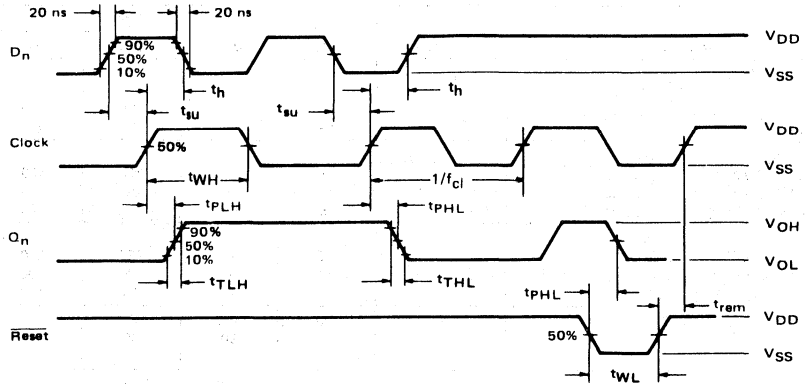 20 ns 20 ns
Dn 90% VDD
50%
10% VSS
th th
tsu tsu
Clock 50% VDD
VSS
tWH 1/fcl
tPLH tPHL
Qn 90% VOH
50%
10% VOL
tTLH tTHL
tPHL trem
Reset 50% VDD
VSS
tWL